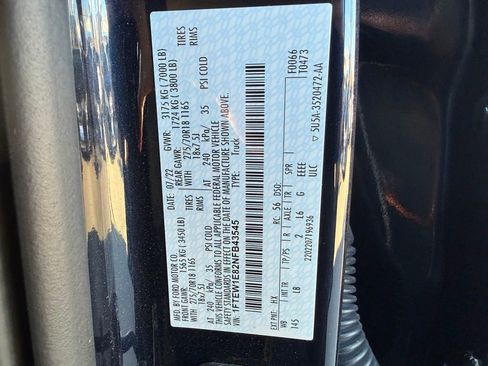 MFD. BY FORD MOTOR CO.
DATE: 07/22 GVWR: 3175 KG ( 7000 LB)
FRONT GAWR: 1565 KG ( 3450 LB) REAR GAWR: 1724 KG ( 3800 LB)
WITH 275/70R18 116S TIRES WITH 275/70R18 116S TIRES
18x7.5J RIMS 18x7.5J RIMS
AT 240 kPa/ 35 PSI COLD AT 240 kPa/ 35 PSI COLD
THIS VEHICLE CONFORMS TO ALL APPLICABLE FEDERAL MOTOR VEHICLE
SAFETY STANDARDS IN EFFECT ON THE DATE OF MANUFACTURE SHOWN ABOVE.
VIN: 1FTEW1E82NFB43545
TYPE: Truck
F0066
T0473
EXT PNT: HX RC: 56 DSO:
WB TP/PS R AXLE TR SPR
145 LB 2 L6 G EEEE
ULC
2202207196936
5U5A-3520472-AA